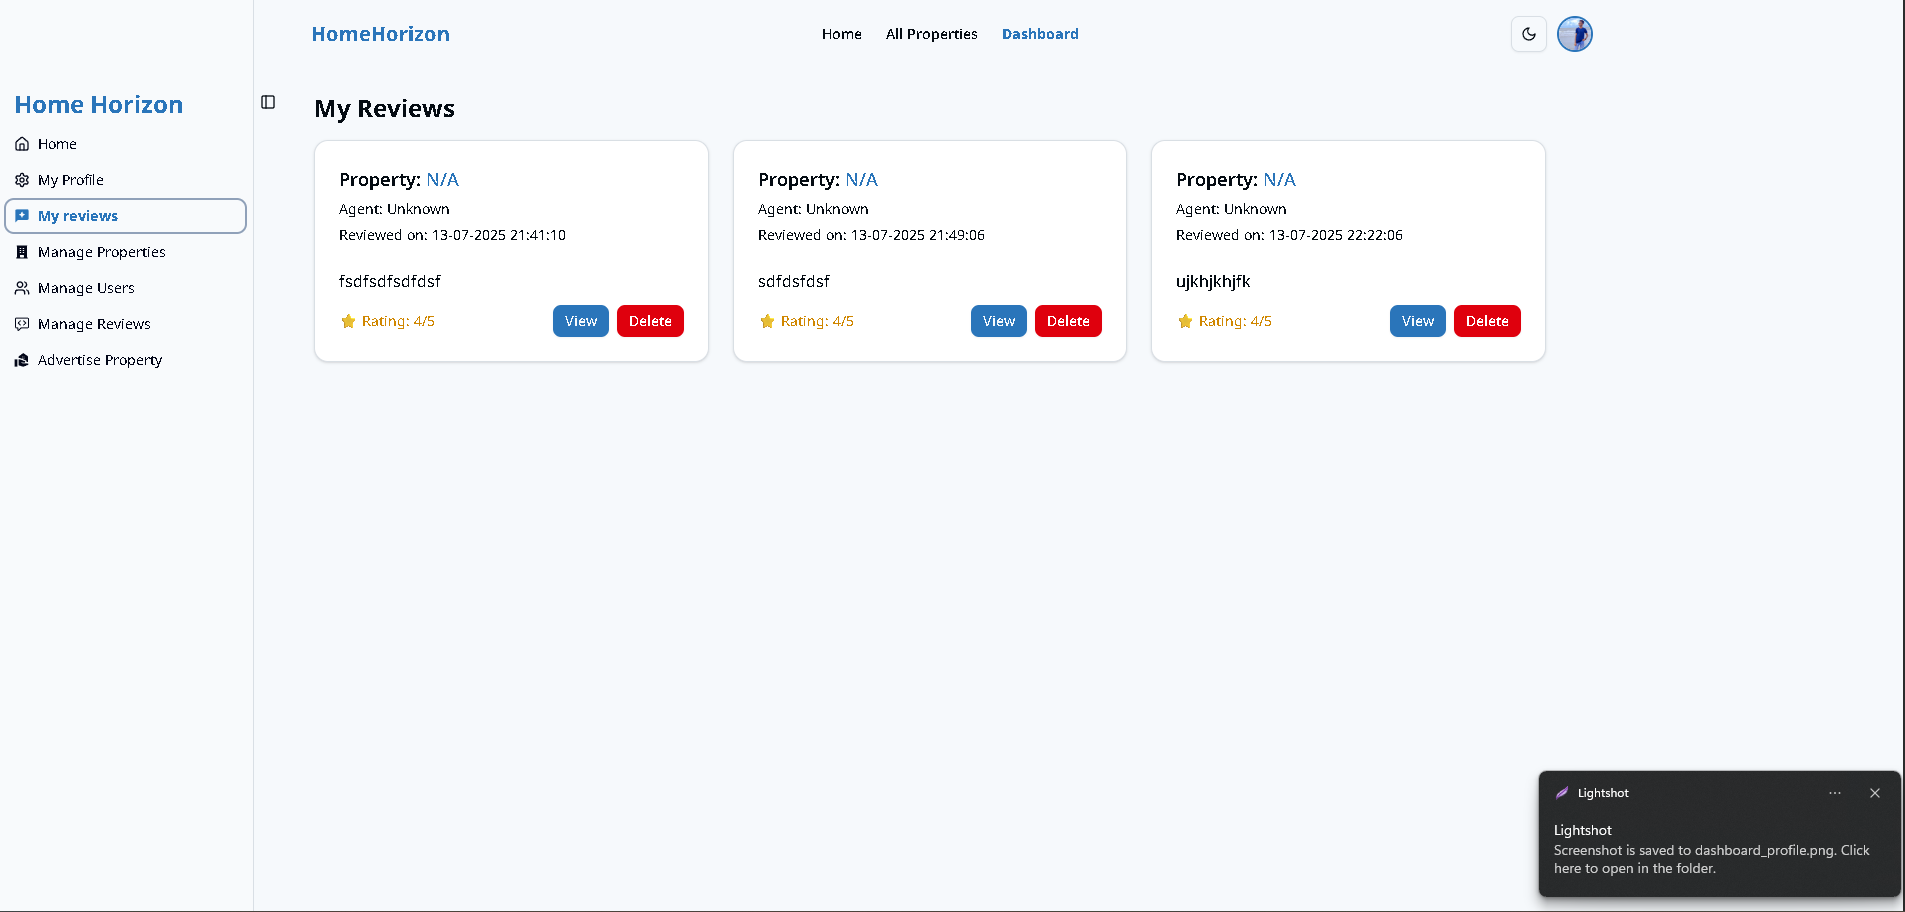 HomeHorizon
Home
All Properties
Dashboard
Home Horizon
Home
My Profile
My reviews
Manage Properties
Manage Users
Manage Reviews
Advertise Property
My Reviews
Property: N/A
Agent: Unknown
Reviewed on: 13-07-2025 21:41:10
fsdfsdfsdfdsf
Rating: 4/5
View
Delete
Property: N/A
Agent: Unknown
Reviewed on: 13-07-2025 21:49:06
sdfdsfdsf
Rating: 4/5
View
Delete
Property: N/A
Agent: Unknown
Reviewed on: 13-07-2025 22:22:06
ujkhjkhjfk
Rating: 4/5
View
Delete
Lightshot
Lightshot
Screenshot is saved to dashboard_profile.png. Click
here to open in the folder.